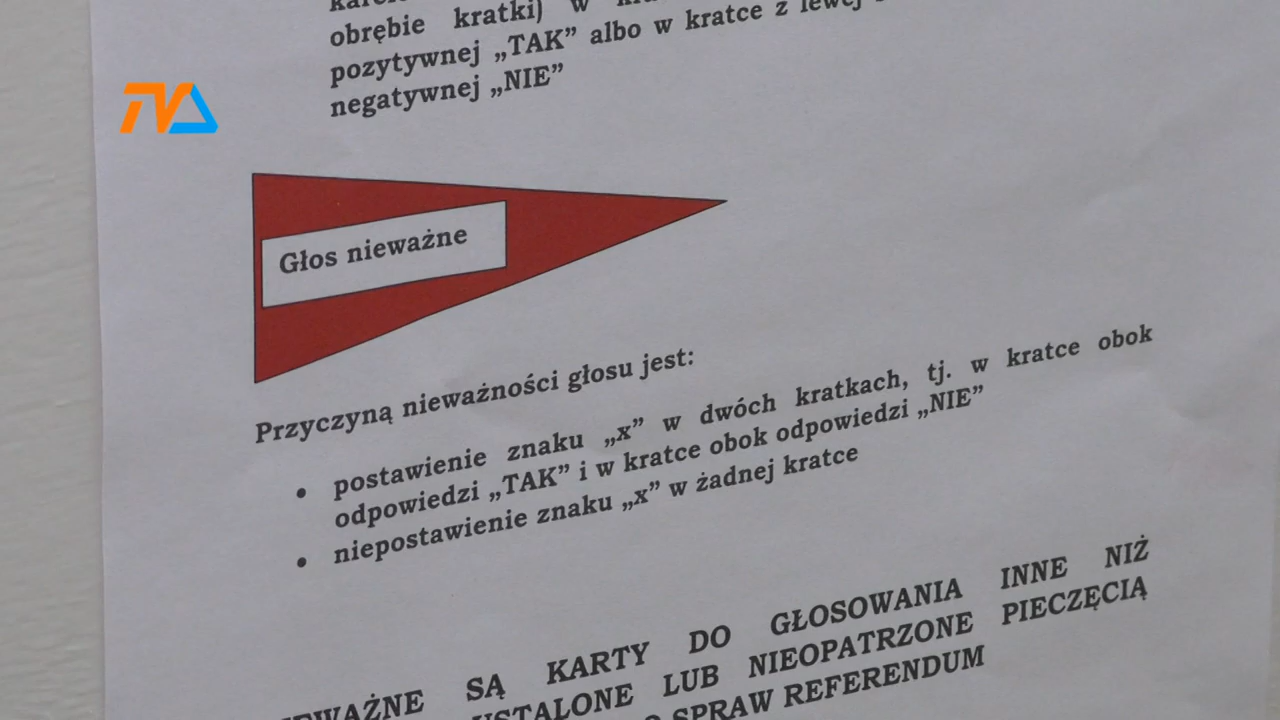 obrębie kratki) w
pozytywnej „TAK” albo w kratce z lewej
negatywnej „NIE”
TVA
Głos nieważne
Przyczyną nieważności głosu jest:
• postawienie znaku „x” w dwóch kratkach, tj. w kratce obok
odpowiedzi „TAK” i w kratce obok odpowiedzi „NIE”
• niepostawienie znaku „x” w żadnej kratce
SĄ KARTY DO GŁOSOWANIA INNE NIŻ
LUB NIEOPATRZONE PIECZĘCIĄ
SPRAW REFERENDUM